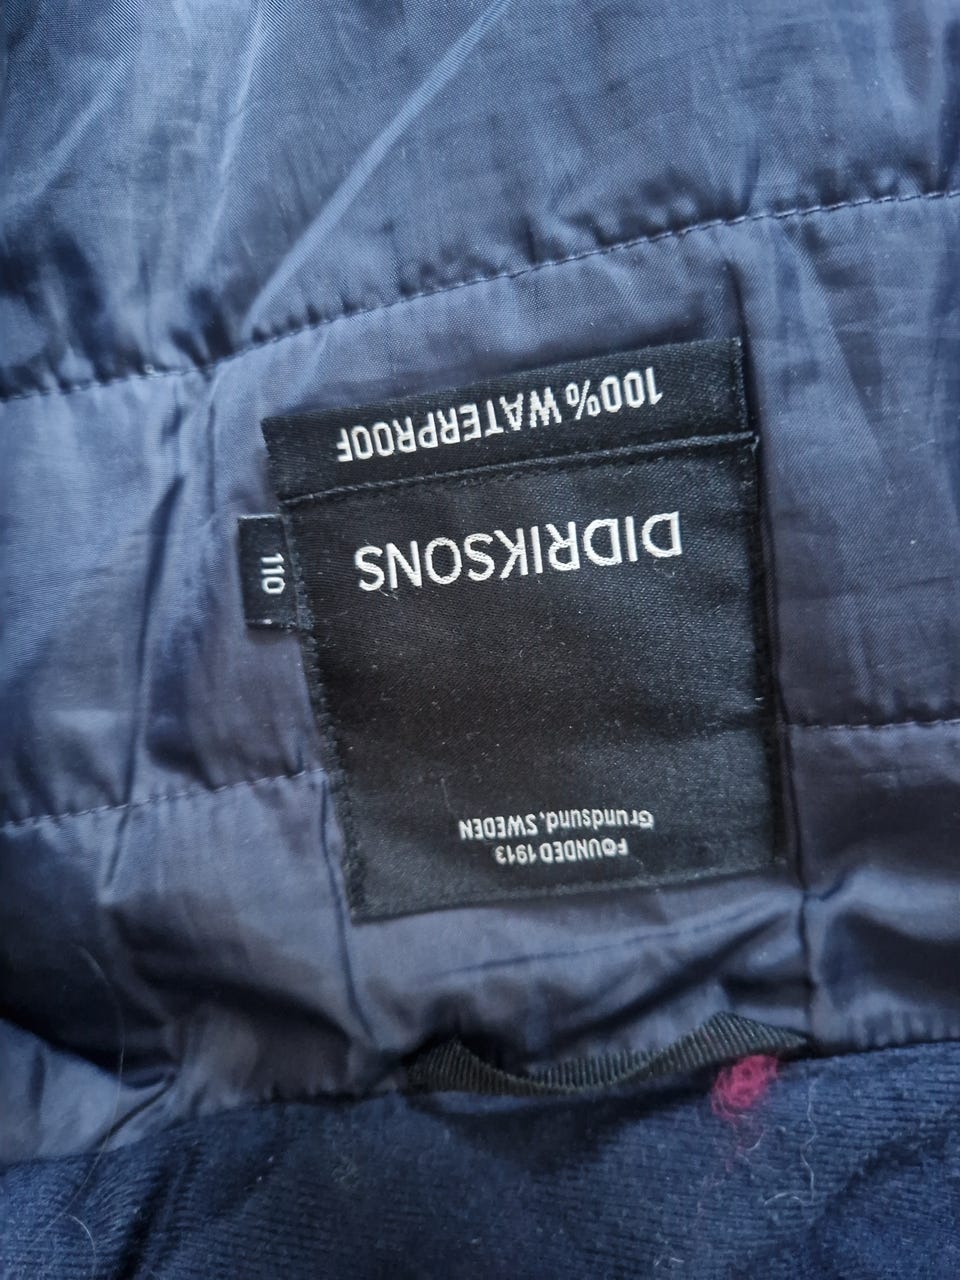 FOUNDED 1913
Grundsund, SWEDEN
DIDRIKSONS
100% WATERPROOF
110